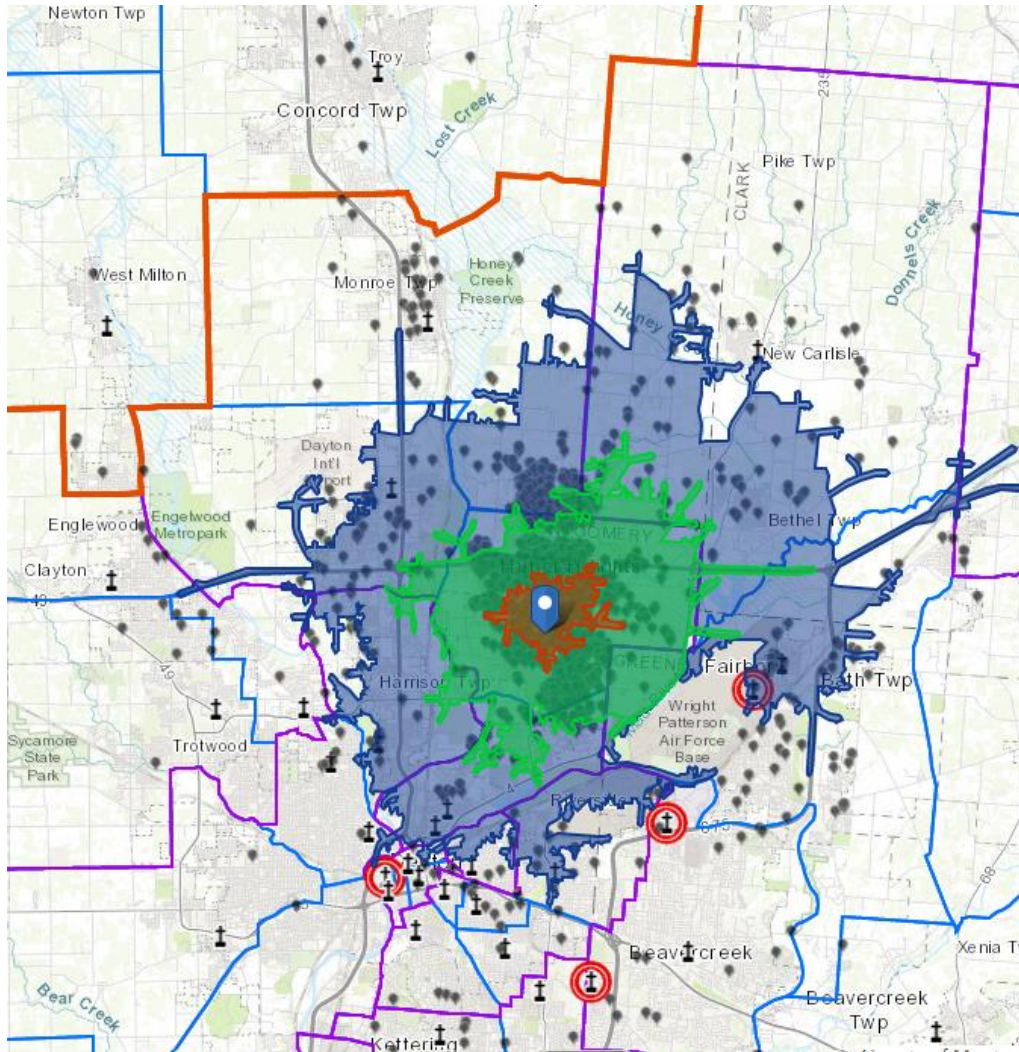 Newton Twp
Troy
Concord Twp
Lost Creek
235
Pike Twp
CLARK
Donnels Creek
West Milton
Monroe Twp
Honey
Creek
Preserve
Honey
New Carlisle
Dayton
Int'l
Englewood
Engelwood
Metropark
Bethel Twp
Clayton
49
Harrison Twp
GREENE
Fairborn
Bath Twp
Wright
Patterson
Air Force
Base
Trotwood
Sycamore
State
Park
4
675
68
Beavercreek
Xenia T
Bear Creek
Beavercreek
Twp
Kettering